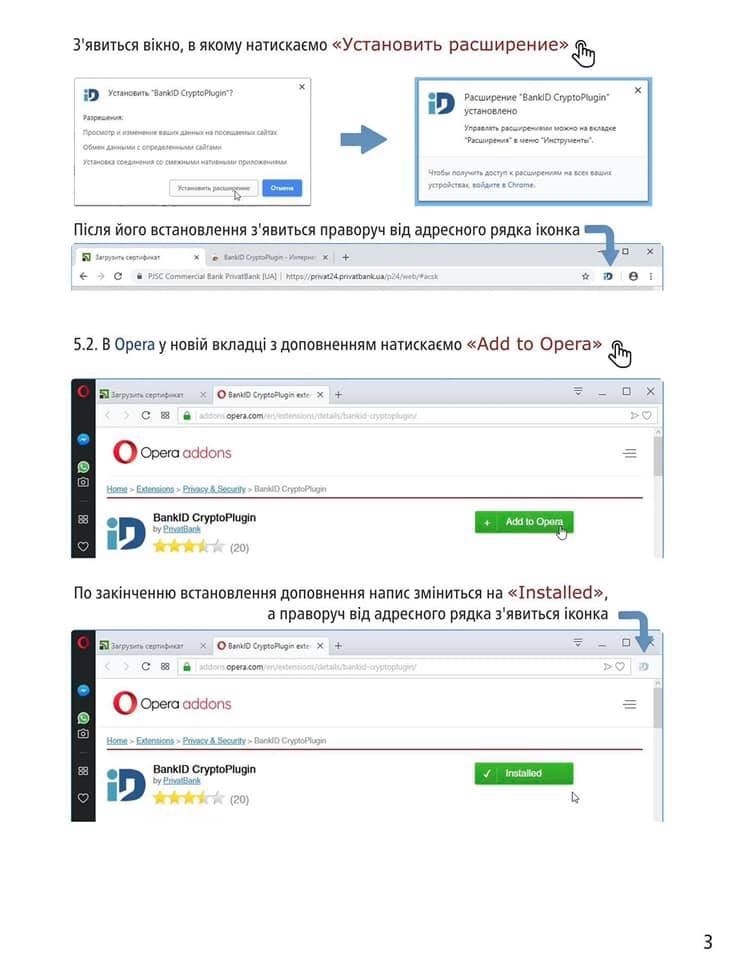 З'явиться вікно, в якому натискаємо «Установить расширение»
Установить "BankID CryptoPlugin"?
Разрешения:
Просмотр и изменение ваших данных на посещаемых сайтах
Обмен данными с определенными сайтами
Установка соединения со смежными нативными приложениями
Установить расширение
Отмена
Расширение "BankID CryptoPlugin"
установлено
Управлять расширениями можно на вкладке
"Расширения" в меню "Инструменты".
Чтобы получить доступ к расширениям на всех ваших
устройствах, войдите в Chrome.
Після його встановлення з'явиться праворуч від адресного рядка іконка
Загрузить сертификат
BankID CryptoPlugin - Интерне
PJSC Commercial Bank PrivatBank [UA] | https://privat24.privatbank.ua/p24/web/#acsk
5.2. В Opera у новій вкладці з доповненням натискаємо «Add to Opera»
Загрузить сертификат
BankID CryptoPlugin exte
addons.opera.com/en/extensions/details/bankid-cryptoplugin/
Opera addons
Home > Extensions > Privacy & Security > BankID CryptoPlugin
iD
BankID CryptoPlugin
by PrivatBank
(20)
+ Add to Opera
По закінченню встановлення доповнення напис зміниться на «Installed»,
а праворуч від адресного рядка з'явиться іконка
Загрузить сертификат
BankID CryptoPlugin exte
addons.opera.com/en/extensions/details/bankid-cryptoplugin/
Opera addons
Home > Extensions > Privacy & Security > BankID CryptoPlugin
iD
BankID CryptoPlugin
by PrivatBank
(20)
✓ Installed
3